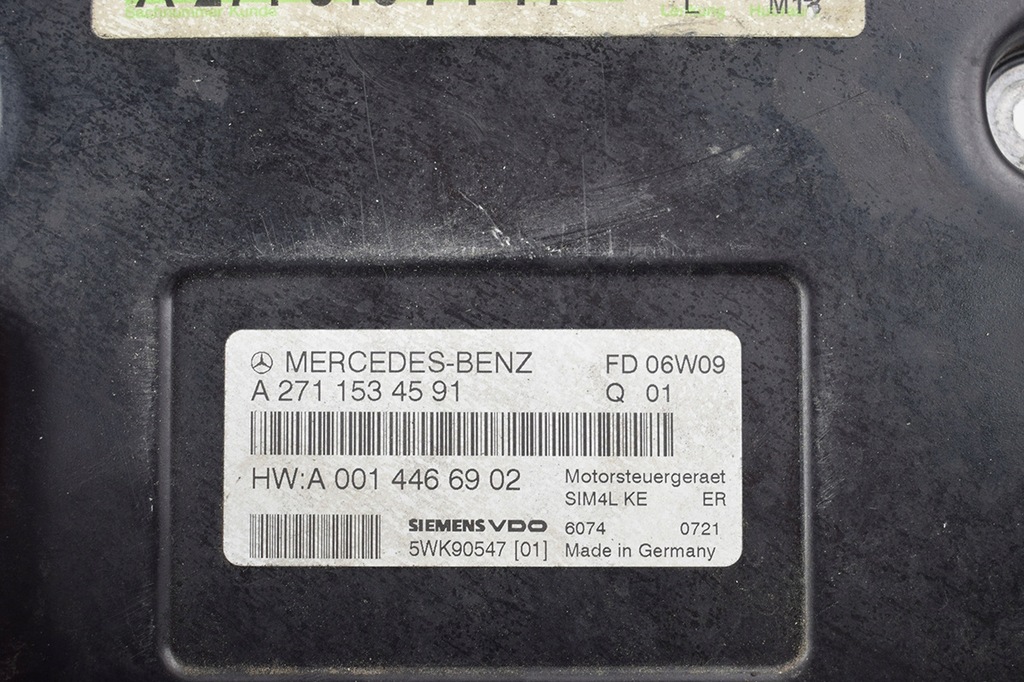 MERCEDES-BENZ FD 06W09
A 271 153 45 91 Q 01
HW:A 001 446 69 02 Motorsteuergeraet
SIM4L KE ER
SIEMENS VDO 6074 0721
5WK90547 [01] Made in Germany